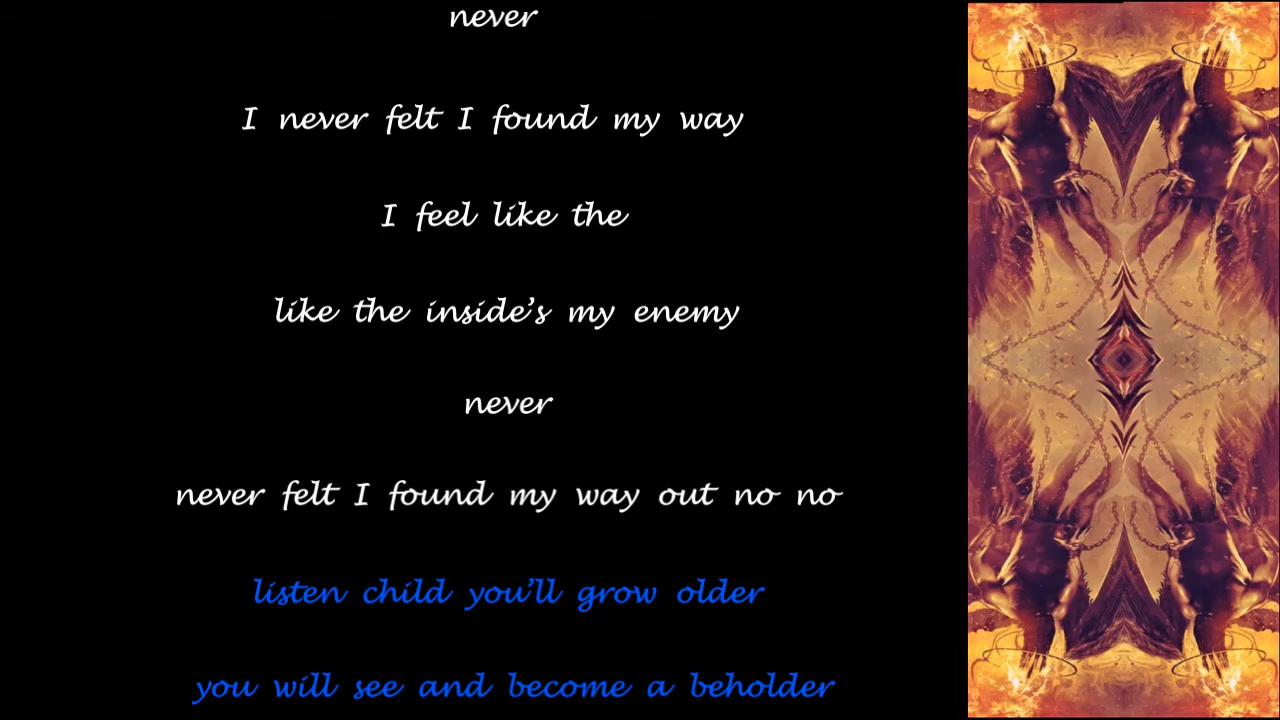 never
I never felt I found my way
I feel like the
like the inside's my enemy
never
never felt I found my way out no no
listen child you'll grow older
you will see and become a beholder